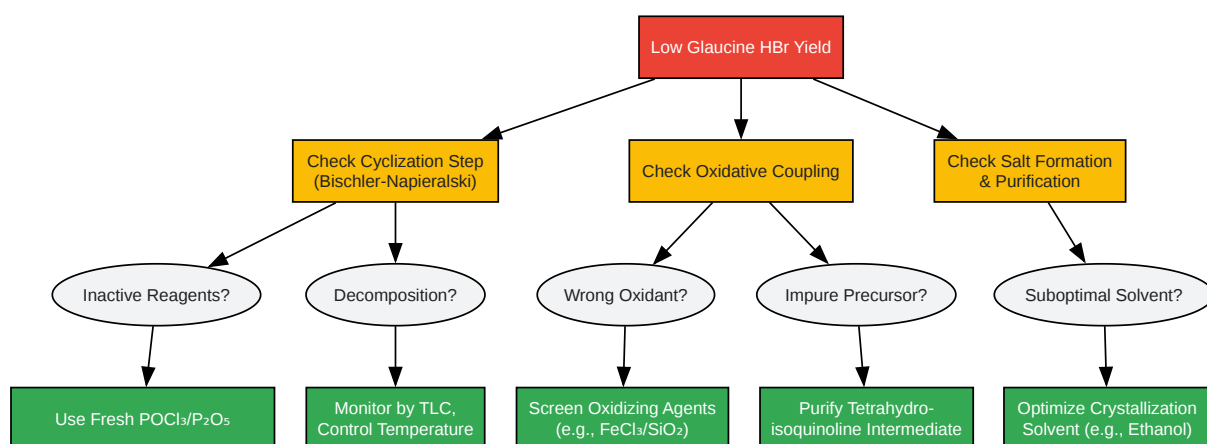 Low Glaucine HBr Yield
Check Cyclization Step
(Bischler-Napieralski)
Check Oxidative Coupling
Check Salt Formation
& Purification
Inactive Reagents?
Decomposition?
Wrong Oxidant?
Impure Precursor?
Suboptimal Solvent?
Use Fresh POCl₃/P₂O₅
Monitor by TLC,
Control Temperature
Screen Oxidizing Agents
(e.g., FeCl₃/SiO₂)
Purify Tetrahydro-
isoquinoline Intermediate
Optimize Crystallization
Solvent (e.g., Ethanol)